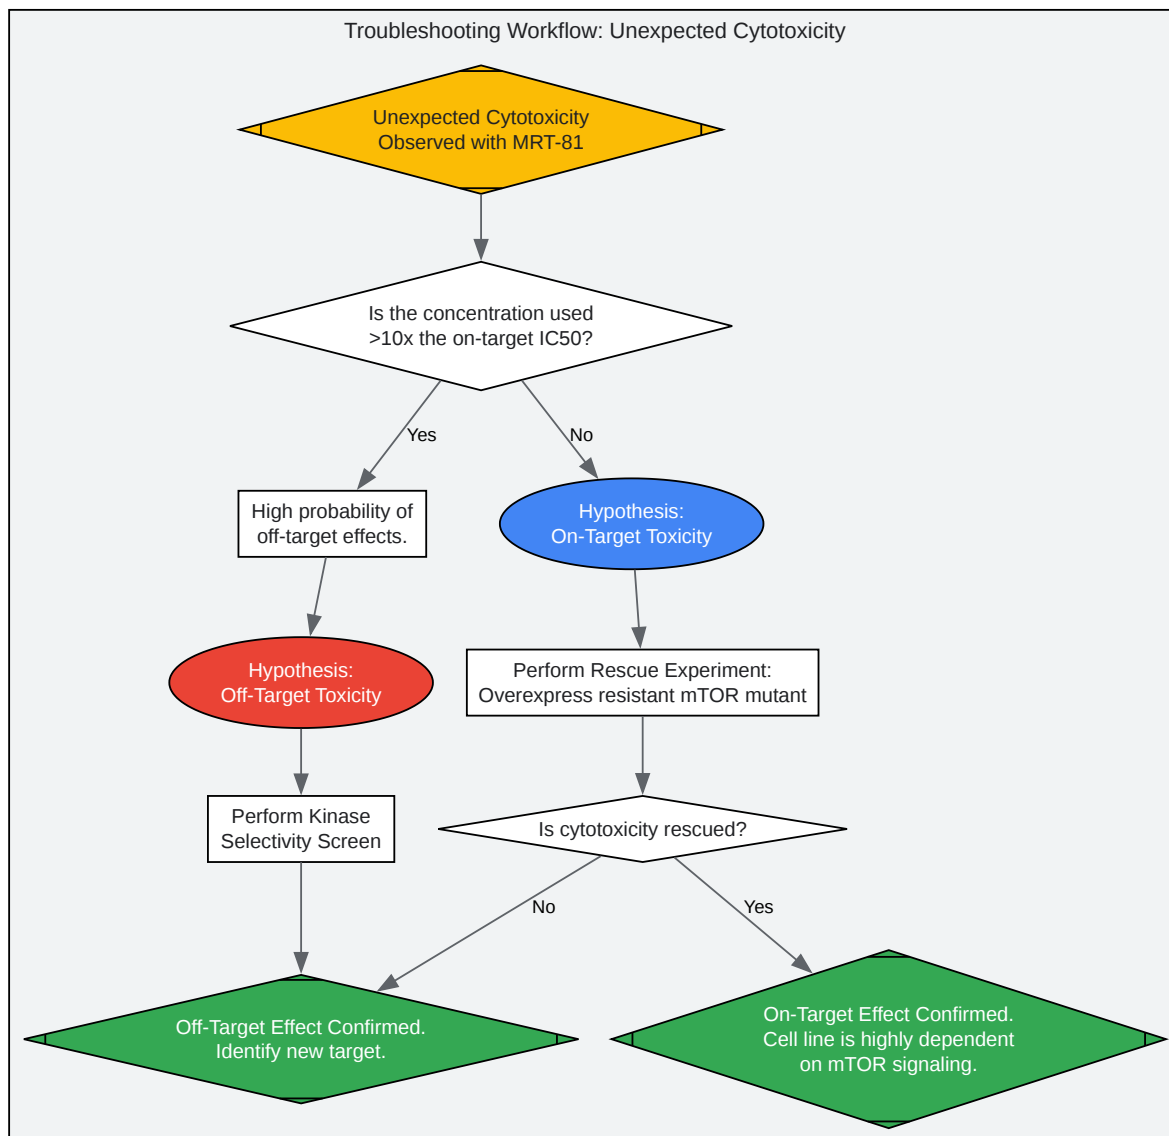 Troubleshooting Workflow: Unexpected Cytotoxicity
Unexpected Cytotoxicity
Observed with MRT-81
Is the concentration used
>10x the on-target IC50?
Yes
No
High probability of
off-target effects.
Hypothesis:
On-Target Toxicity
Hypothesis:
Off-Target Toxicity
Perform Rescue Experiment:
Overexpress resistant mTOR mutant
Perform Kinase
Selectivity Screen
Is cytotoxicity rescued?
No
Yes
Off-Target Effect Confirmed.
Identify new target.
On-Target Effect Confirmed.
Cell line is highly dependent
on mTOR signaling.